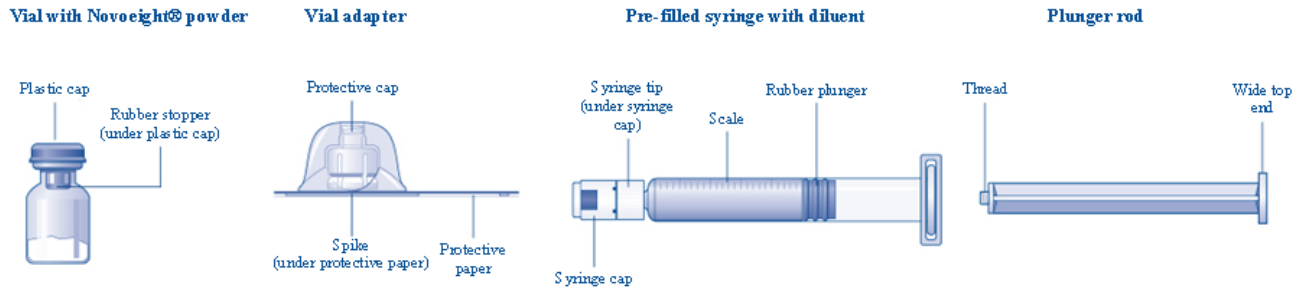 Vial with Novoeight® powder
Vial adapter
Pre-filled syringe with diluent
Plunger rod
Plastic cap
Rubber stopper
(under plastic cap)
Protective cap
Spike
(under protective paper)
Protective
paper
Syringe tip
(under syringe
cap)
Scale
Rubber plunger
Syringe cap
Thread
Wide top
end